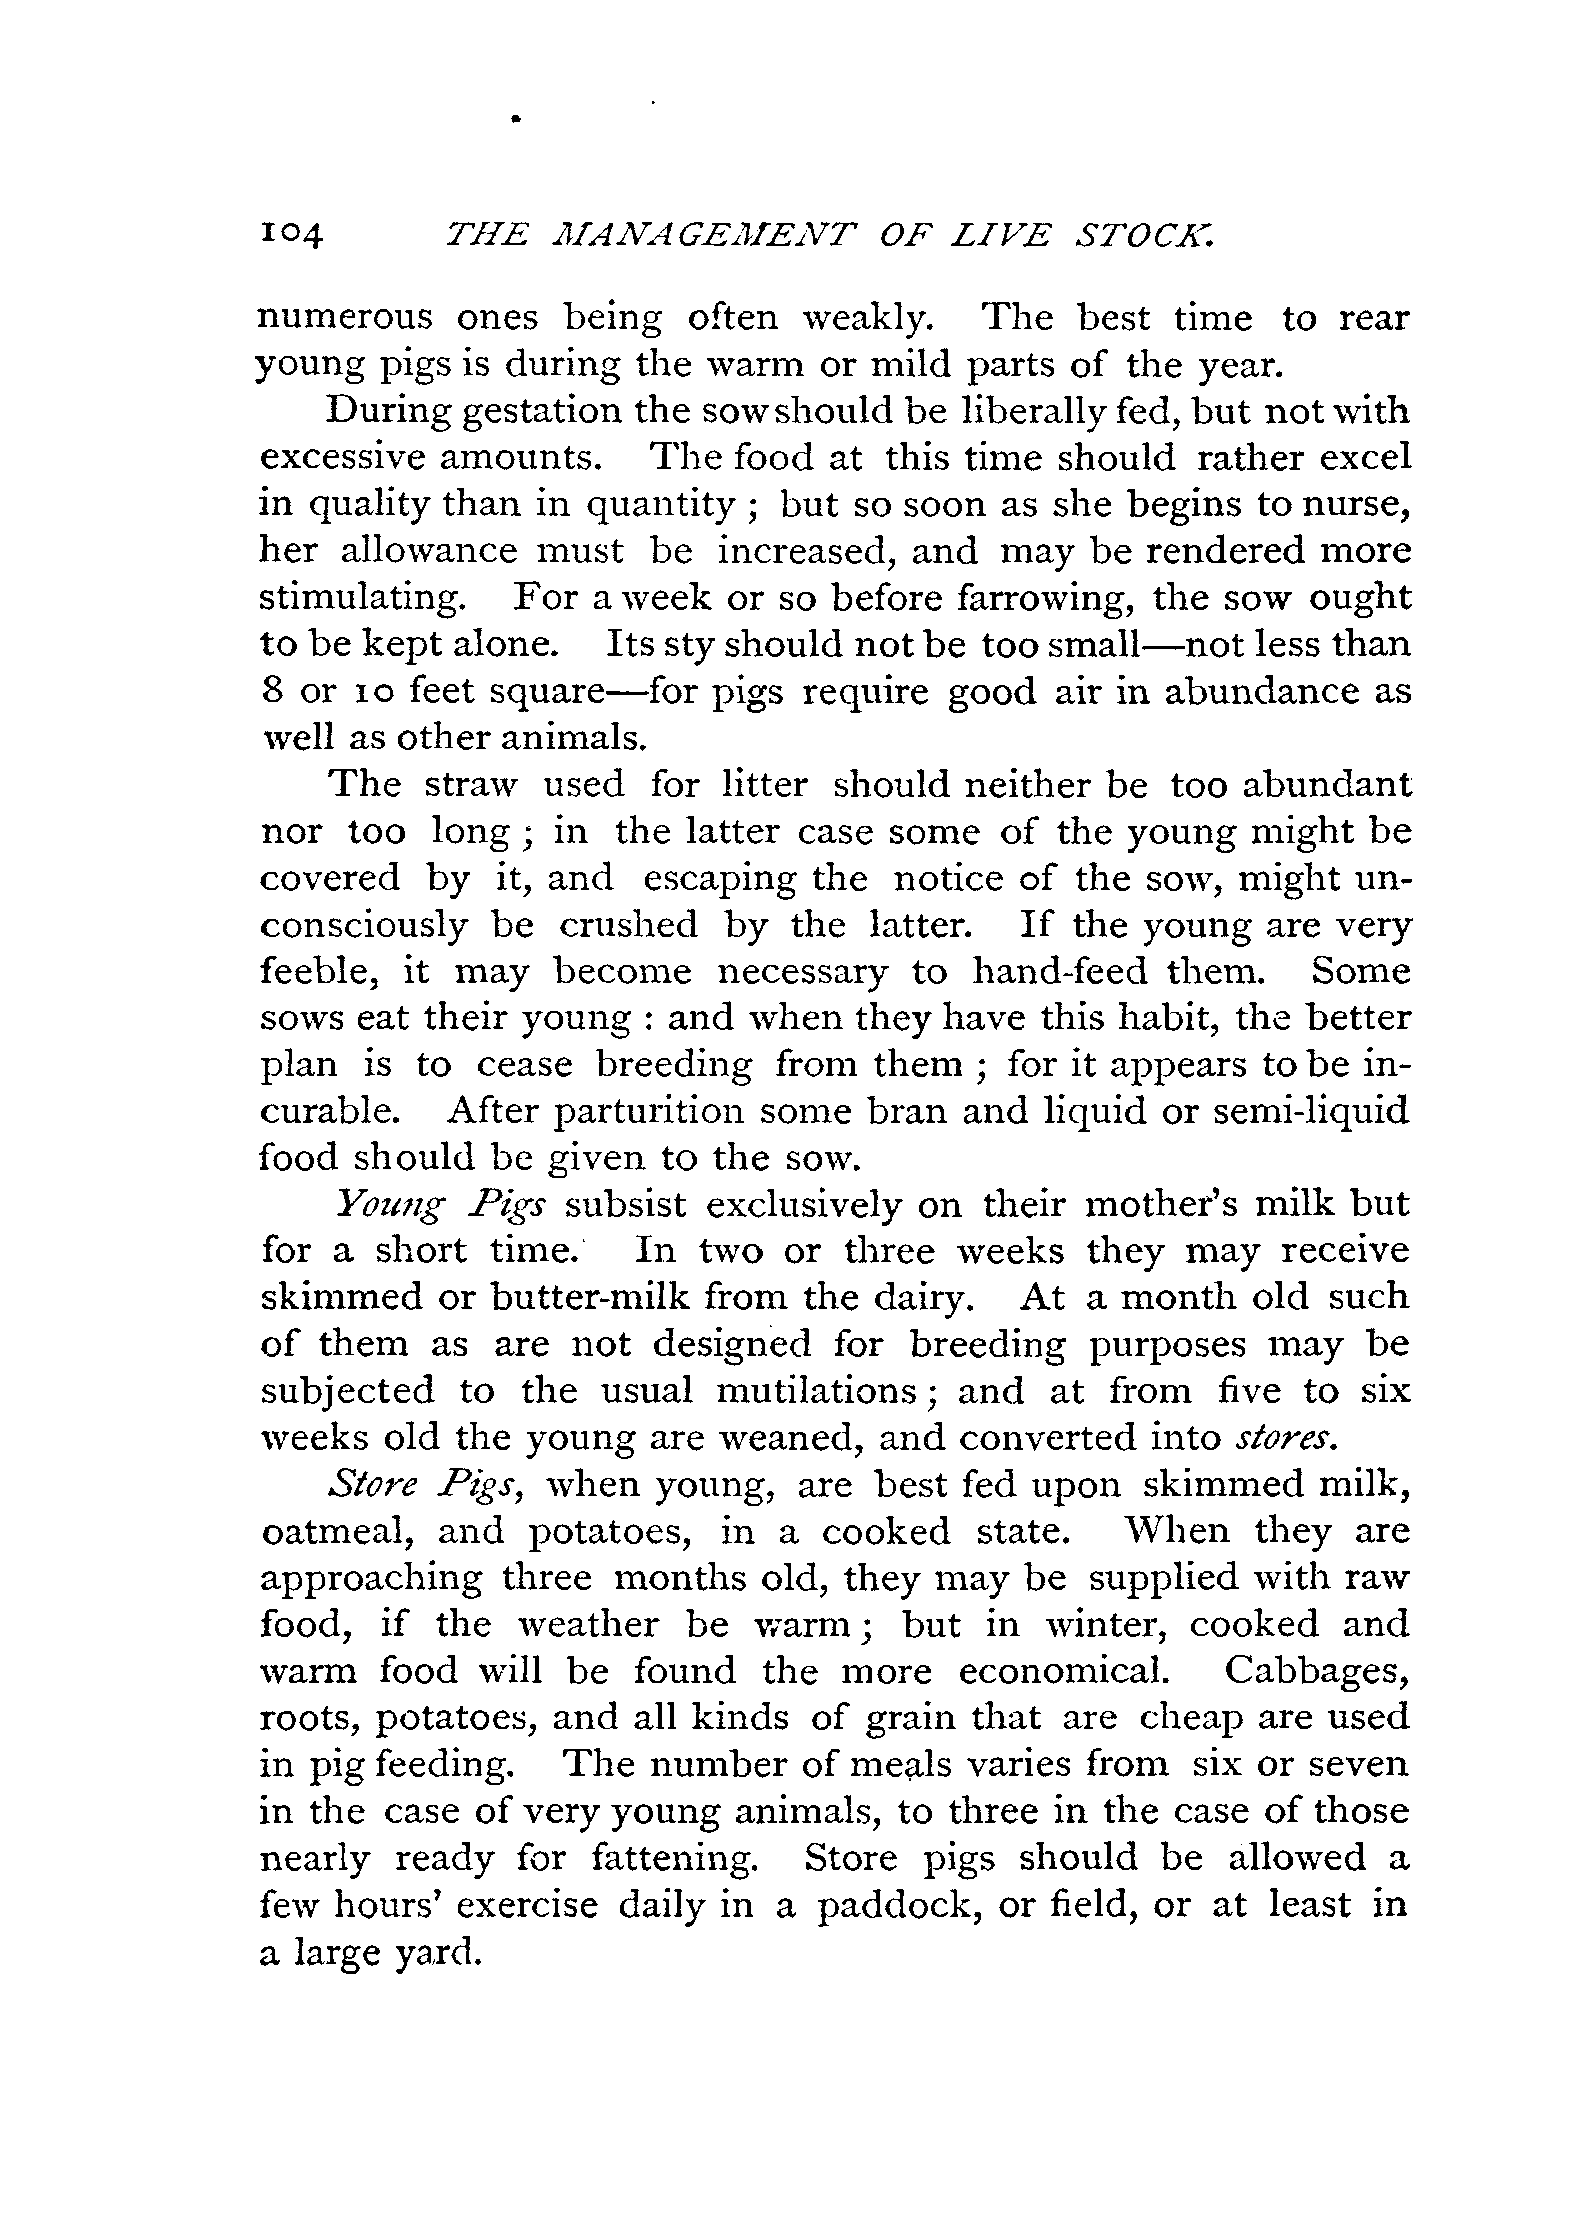 104 THE MANAGEMENT OF LIVE STOCK.
numerous ones being often weakly. The best time to rear
young pigs is during the warm or mild parts of the year.
During gestation the sow should be liberally fed, but not with
excessive amounts. The food at this time should rather excel
in quality than in quantity ; but so soon as she begins to nurse,
her allowance must be increased, and may be rendered more
stimulating. For a week or so before farrowing, the sow ought
to be kept alone. Its sty should not be too small—not less than
8 or 10 feet square—for pigs require good air in abundance as
well as other animals.
The straw used for litter should neither be too abundant
nor too long ; in the latter case some of the young might be
covered by it, and escaping the notice of the sow, might un-
consciously be crushed by the latter. If the young are very
feeble, it may become necessary to hand-feed them. Some
sows eat their young : and when they have this habit, the better
plan is to cease breeding from them ; for it appears to be in-
curable. After parturition some bran and liquid or semi-liquid
food should be given to the sow.
Young Pigs subsist exclusively on their mother's milk but
for a short time. In two or three weeks they may receive
skimmed or butter-milk from the dairy. At a month old such
of them as are not designed for breeding purposes may be
subjected to the usual mutilations ; and at from five to six
weeks old the young are weaned, and converted into stores.
Store Pigs, when young, are best fed upon skimmed milk,
oatmeal, and potatoes, in a cooked state. When they are
approaching three months old, they may be supplied with raw
food, if the weather be warm ; but in winter, cooked and
warm food will be found the more economical. Cabbages,
roots, potatoes, and all kinds of grain that are cheap are used
in pig feeding. The number of meals varies from six or seven
in the case of very young animals, to three in the case of those
nearly ready for fattening. Store pigs should be allowed a
few hours' exercise daily in a paddock, or field, or at least in
a large yard.